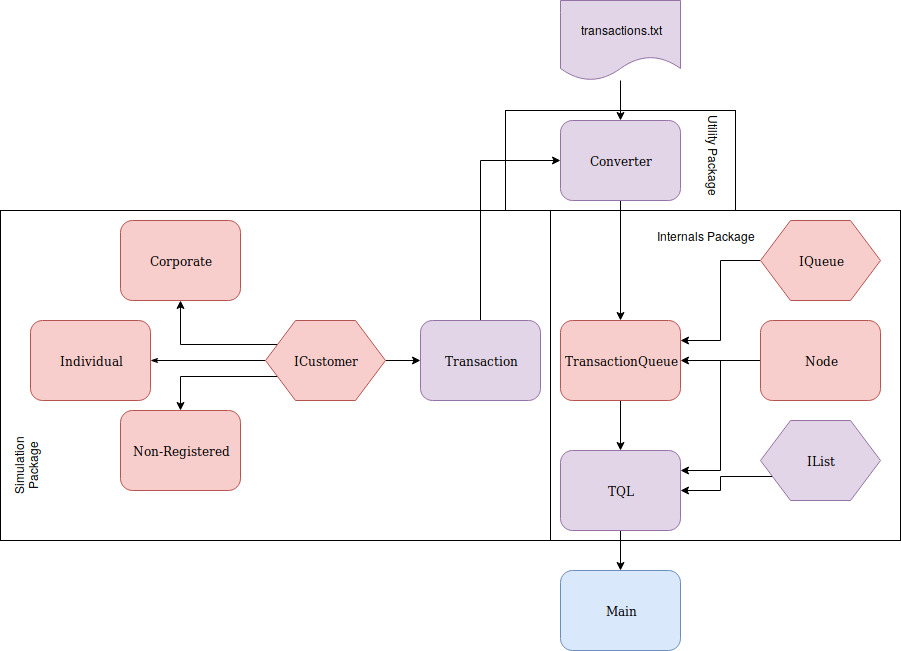 transactions.txt
Utility Package
Converter
Internals Package
Corporate
IQueue
Individual
ICustomer
Transaction
TransactionQueue
Node
Non-Registered
Simulation
Package
IList
TQL
Main